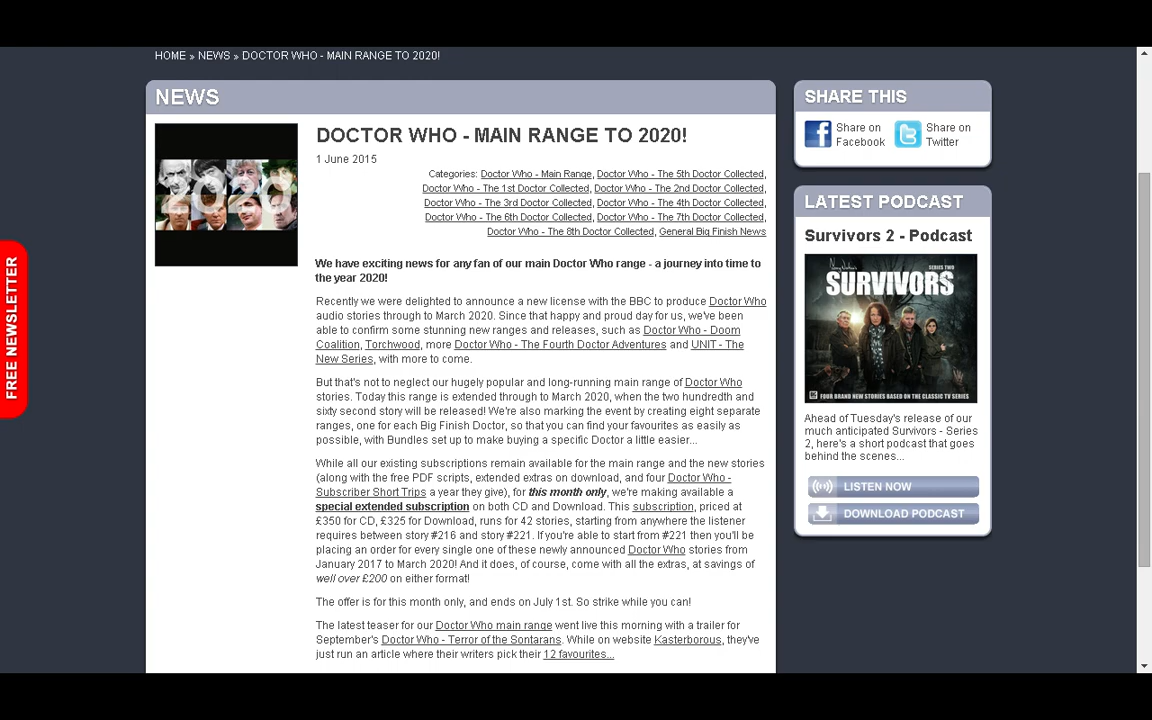 HOME » NEWS » DOCTOR WHO - MAIN RANGE TO 2020!
NEWS
2020
DOCTOR WHO - MAIN RANGE TO 2020!
1 June 2015
Categories: Doctor Who - Main Range, Doctor Who - The 5th Doctor Collected,
Doctor Who - The 1st Doctor Collected, Doctor Who - The 2nd Doctor Collected,
Doctor Who - The 3rd Doctor Collected, Doctor Who - The 4th Doctor Collected,
Doctor Who - The 6th Doctor Collected, Doctor Who - The 7th Doctor Collected,
Doctor Who - The 8th Doctor Collected, General Big Finish News
We have exciting news for any fan of our main Doctor Who range - a journey into time to
the year 2020!
Recently we were delighted to announce a new license with the BBC to produce Doctor Who
audio stories through to March 2020. Since that happy and proud day for us, we've been
able to confirm some stunning new ranges and releases, such as Doctor Who - Doom
Coalition, Torchwood, more Doctor Who - The Fourth Doctor Adventures and UNIT - The
New Series, with more to come.
But that's not to neglect our hugely popular and long-running main range of Doctor Who
stories. Today this range is extended through to March 2020, when the two hundredth and
sixty second story will be released! We're also marking the event by creating eight separate
ranges, one for each Big Finish Doctor, so that you can find your favourites as easily as
possible, with Bundles set up to make buying a specific Doctor a little easier...
While all our existing subscriptions remain available for the main range and the new stories
(along with the free PDF scripts, extended extras on download, and four Doctor Who -
Subscriber Short Trips a year they give), for this month only, we're making available a
special extended subscription on both CD and Download. This subscription, priced at
£350 for CD, £325 for Download, runs for 42 stories, starting from anywhere the listener
requires between story #216 and story #221. If you're able to start from #221 then you'll be
placing an order for every single one of these newly announced Doctor Who stories from
January 2017 to March 2020! And it does, of course, come with all the extras, at savings of
well over £200 on either format!
The offer is for this month only, and ends on July 1st. So strike while you can!
The latest teaser for our Doctor Who main range went live this morning with a trailer for
September's Doctor Who - Terror of the Sontarans. While on website Kasterborous, they've
just run an article where their writers pick their 12 favourites...
SHARE THIS
Share on
Facebook
Share on
Twitter
LATEST PODCAST
Survivors 2 - Podcast
SERIES TWO
SURVIVORS
FOUR BRAND NEW STORIES BASED ON THE CLASSIC TV SERIES
Ahead of Tuesday's release of our
much anticipated Survivors - Series
2, here's a short podcast that goes
behind the scenes...
LISTEN NOW
DOWNLOAD PODCAST
FREE NEWSLETTER